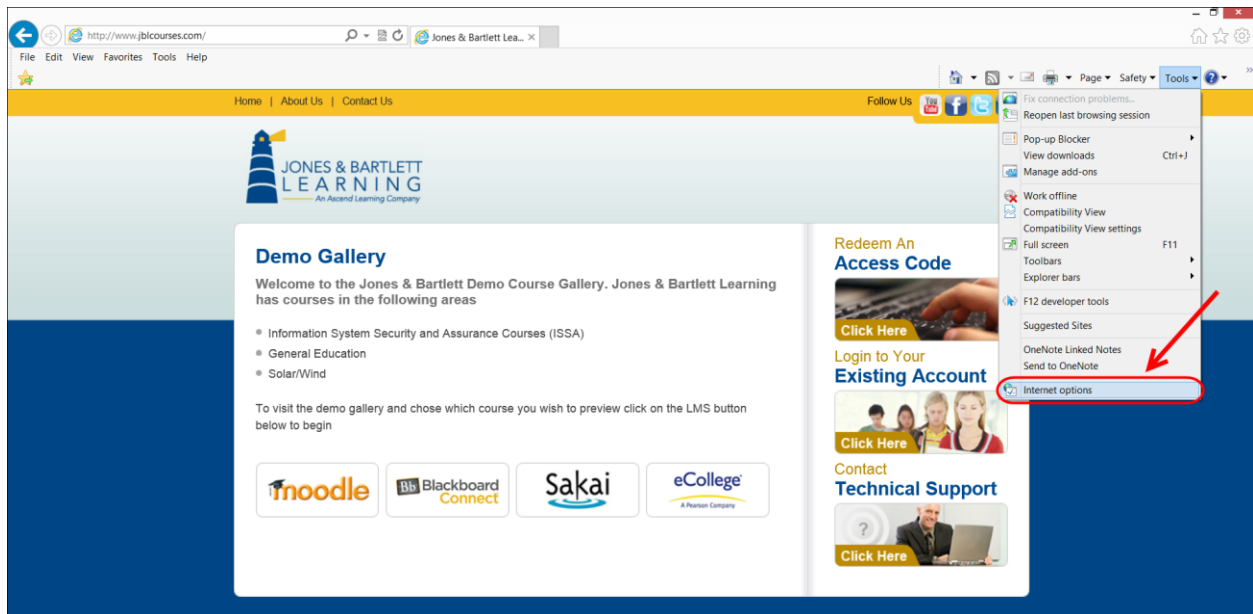 http://www.jblcourses.com/
Jones & Bartlett Lea...
File Edit View Favorites Tools Help
Page Safety Tools
Home | About Us | Contact Us
Follow Us
You
Tube
JONES & BARTLETT
LEARNING
An Ascend Learning Company
Demo Gallery
Welcome to the Jones & Bartlett Demo Course Gallery. Jones & Bartlett Learning
has courses in the following areas
Information System Security and Assurance Courses (ISSA)
General Education
Solar/Wind
To visit the demo gallery and chose which course you wish to preview click on the LMS button
below to begin
moodle
Bb Blackboard
Connect
Sakai
eCollege
A Pearson Company
Redeem An
Access Code
Click Here
Login to Your
Existing Account
Click Here
Contact
Technical Support
?
Click Here
Fix connection problems...
Reopen last browsing session
Pop-up Blocker
View downloads Ctrl+J
Manage add-ons
Work offline
Compatibility View
Compatibility View settings
Full screen F11
Toolbars
Explorer bars
F12 developer tools
Suggested Sites
OneNote Linked Notes
Send to OneNote
Internet options